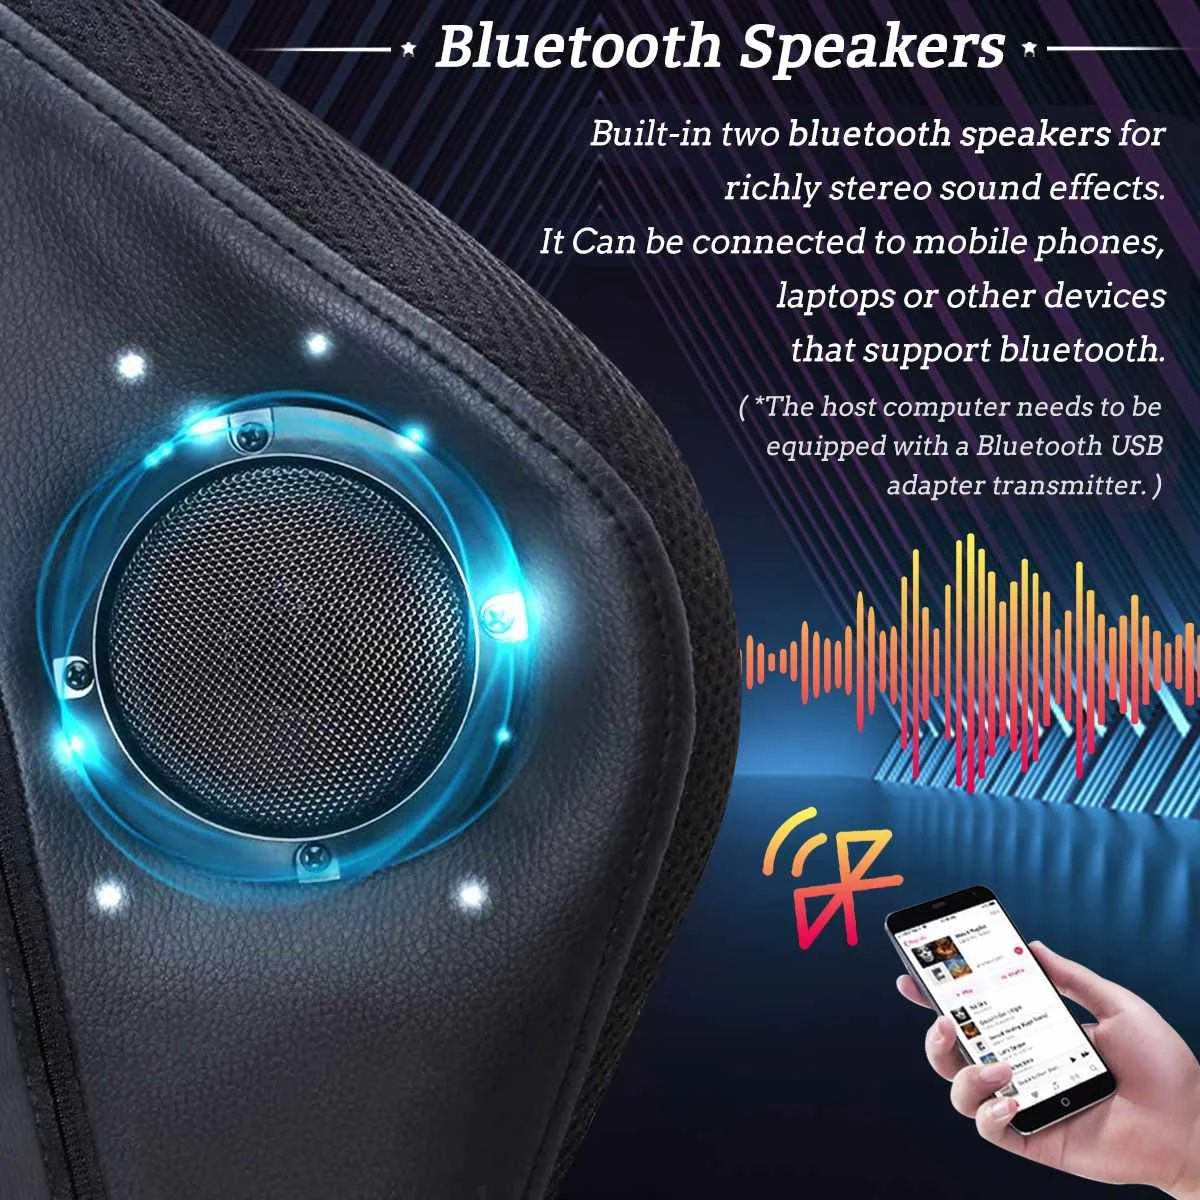 Bluetooth Speakers
Built-in two bluetooth speakers for
richly stereo sound effects.
It Can be connected to mobile phones,
laptops or other devices
that support bluetooth.
( *The host computer needs to be
equipped with a Bluetooth USB
adapter transmitter. )